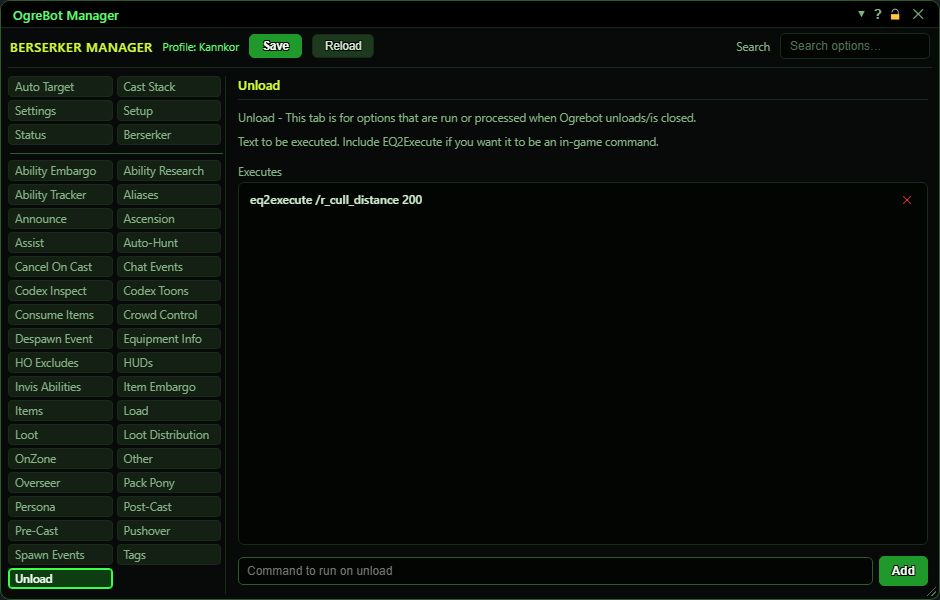 OgreBot Manager
▼ ?
BERSERKER MANAGER Profile: Kannkor Save Reload Search Search options...
Auto Target Cast Stack
Settings Setup
Status Berserker
Ability Embargo Ability Research
Ability Tracker Aliases
Announce Ascension
Assist Auto-Hunt
Cancel On Cast Chat Events
Codex Inspect Codex Toons
Consume Items Crowd Control
Despawn Event Equipment Info
HO Excludes HUDs
Invis Abilities Item Embargo
Items Load
Loot Loot Distribution
OnZone Other
Overseer Pack Pony
Persona Post-Cast
Pre-Cast Pushover
Spawn Events Tags
Unload
Unload
Unload - This tab is for options that are run or processed when Ogrebot unloads/is closed.
Text to be executed. Include EQ2Execute if you want it to be an in-game command.
Executes
eq2execute /r_cull_distance 200
Command to run on unload Add